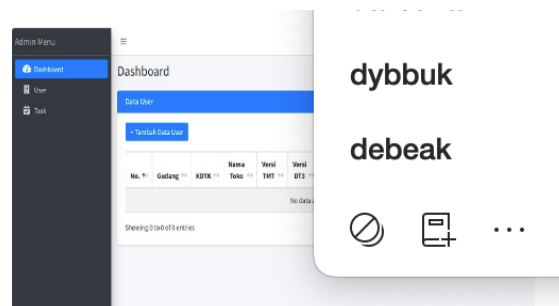 Admin Menu
Dashboard
User
Task
Dashboard
Data User
+ Tambah Data User
No. Gudang KDTK Nama Toko Versi TMT Versi DT3
No data
Showing 0 to 0 of 0 entries
dybbuk
debeak